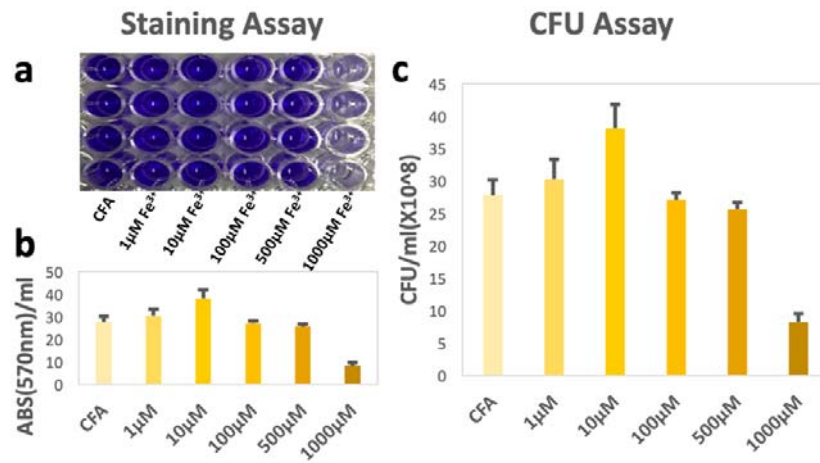 Staining Assay
CFU Assay
a
CFA
1µM Fe³⁺
10µM Fe³⁺
100µM Fe³⁺
500µM Fe³⁺
1000µM Fe³⁺
b
ABS(570nm)/ml
50
40
30
20
10
0
CFA
1µM
10µM
100µM
500µM
1000µM
c
CFU/ml(X10^8)
45
40
35
30
25
20
15
10
5
0
CFA
1µM
10µM
100µM
500µM
1000µM